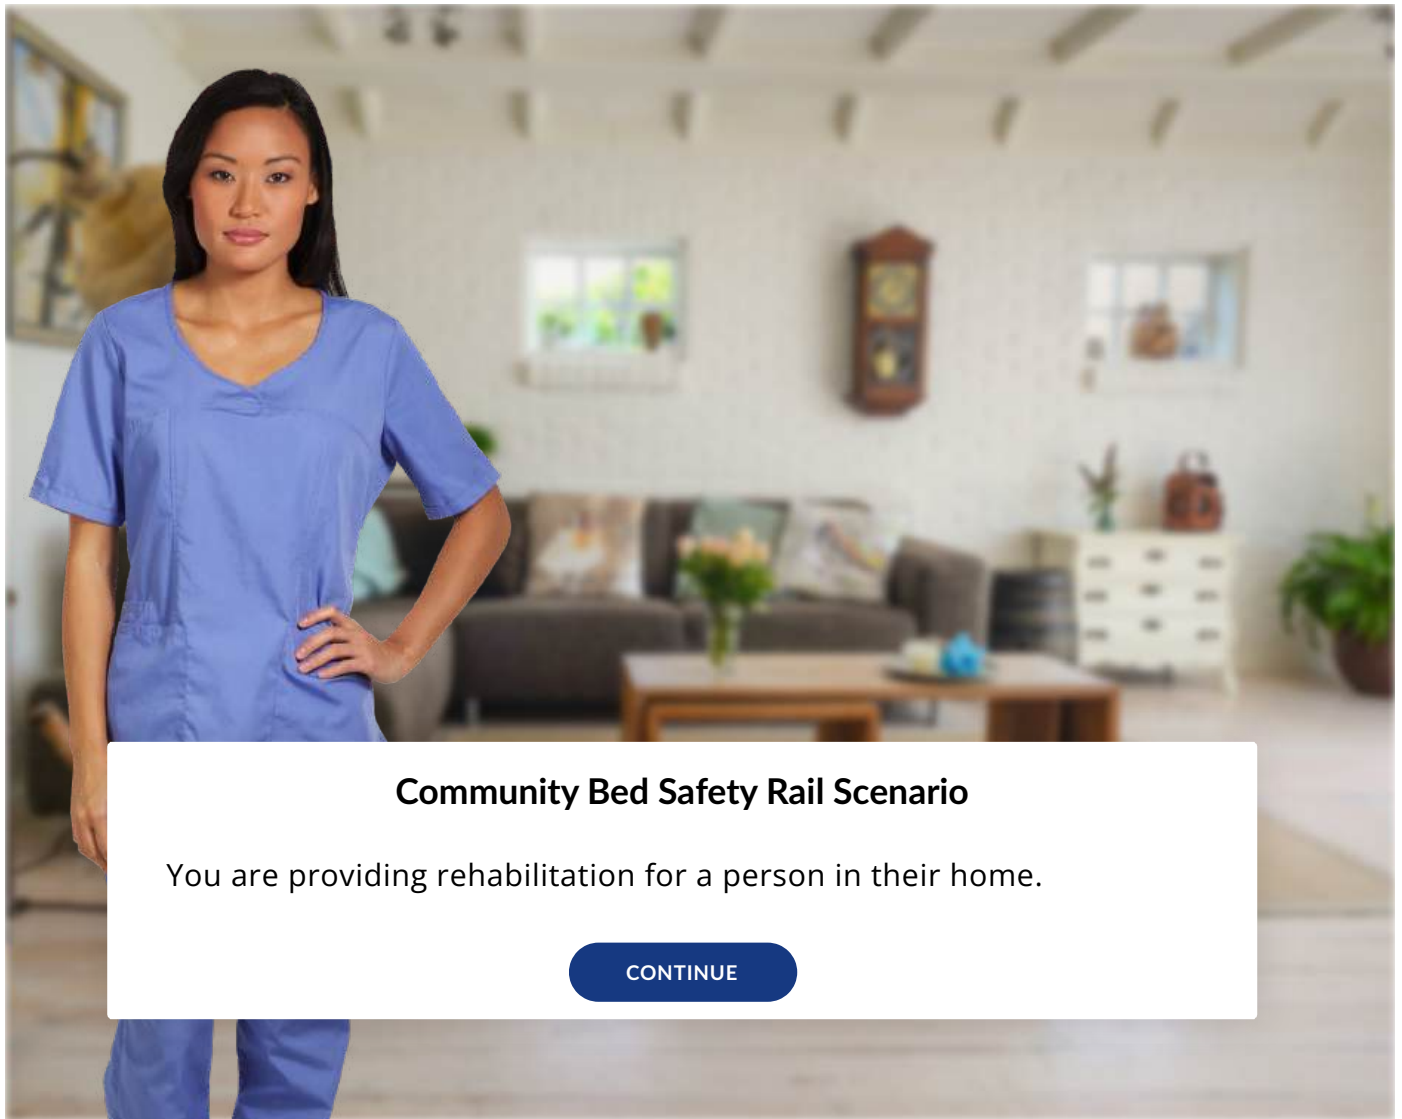 Community Bed Safety Rail Scenario
You are providing rehabilitation for a person in their home.
CONTINUE